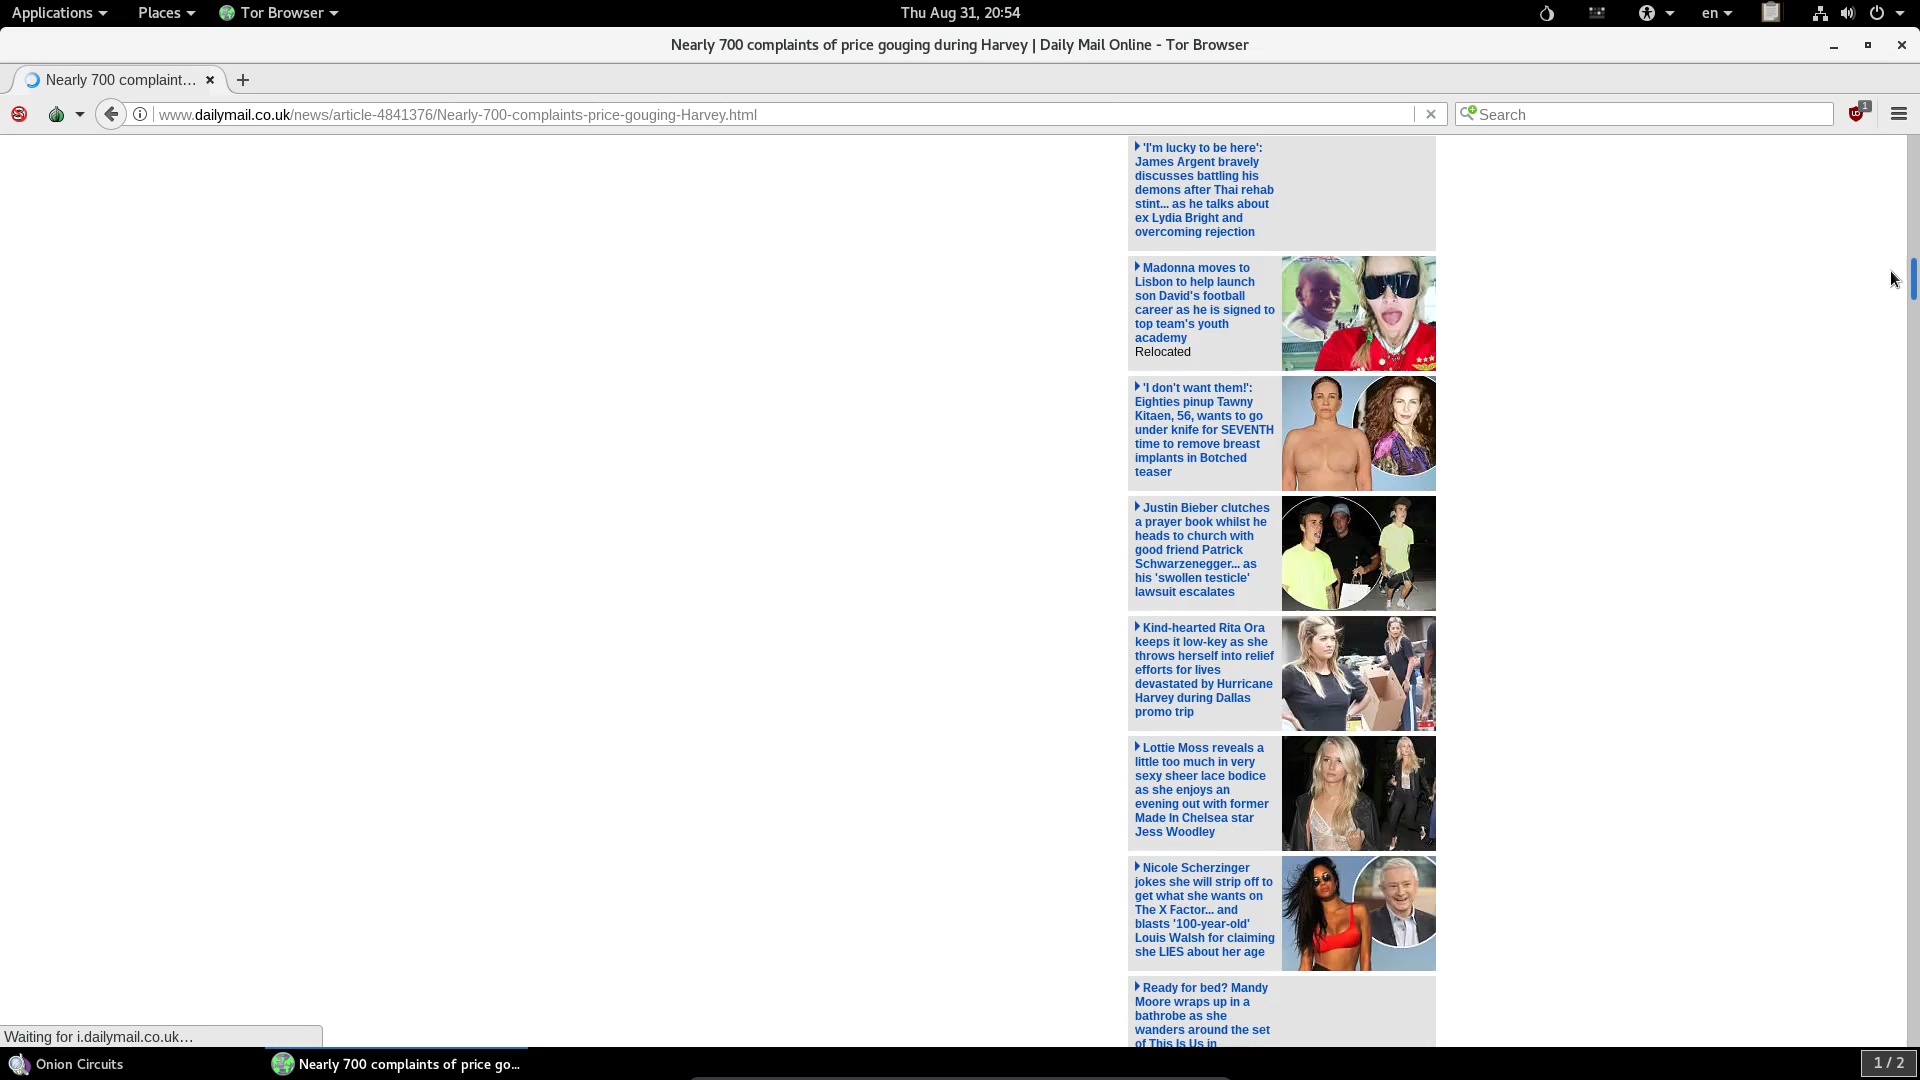 Applications
Places
Tor Browser
Thu Aug 31, 20:54
en
Nearly 700 complaints of price gouging during Harvey | Daily Mail Online - Tor Browser
Nearly 700 complaint…
www.dailymail.co.uk/news/article-4841376/Nearly-700-complaints-price-gouging-Harvey.html
Search
1
'I'm lucky to be here':
James Argent bravely
discusses battling his
demons after Thai rehab
stint... as he talks about
ex Lydia Bright and
overcoming rejection
Madonna moves to
Lisbon to help launch
son David's football
career as he is signed to
top team's youth
academy
Relocated
'I don't want them!':
Eighties pinup Tawny
Kitaen, 56, wants to go
under knife for SEVENTH
time to remove breast
implants in Botched
teaser
Justin Bieber clutches
a prayer book whilst he
heads to church with
good friend Patrick
Schwarzenegger... as
his 'swollen testicle'
lawsuit escalates
Kind-hearted Rita Ora
keeps it low-key as she
throws herself into relief
efforts for lives
devastated by Hurricane
Harvey during Dallas
promo trip
Lottie Moss reveals a
little too much in very
sexy sheer lace bodice
as she enjoys an
evening out with former
Made In Chelsea star
Jess Woodley
Nicole Scherzinger
jokes she will strip off to
get what she wants on
The X Factor... and
blasts '100-year-old'
Louis Walsh for claiming
she LIES about her age
Ready for bed? Mandy
Moore wraps up in a
bathrobe as she
wanders around the set
of This Is Us in
Waiting for i.dailymail.co.uk…
Onion Circuits
Nearly 700 complaints of price go…
1 / 2